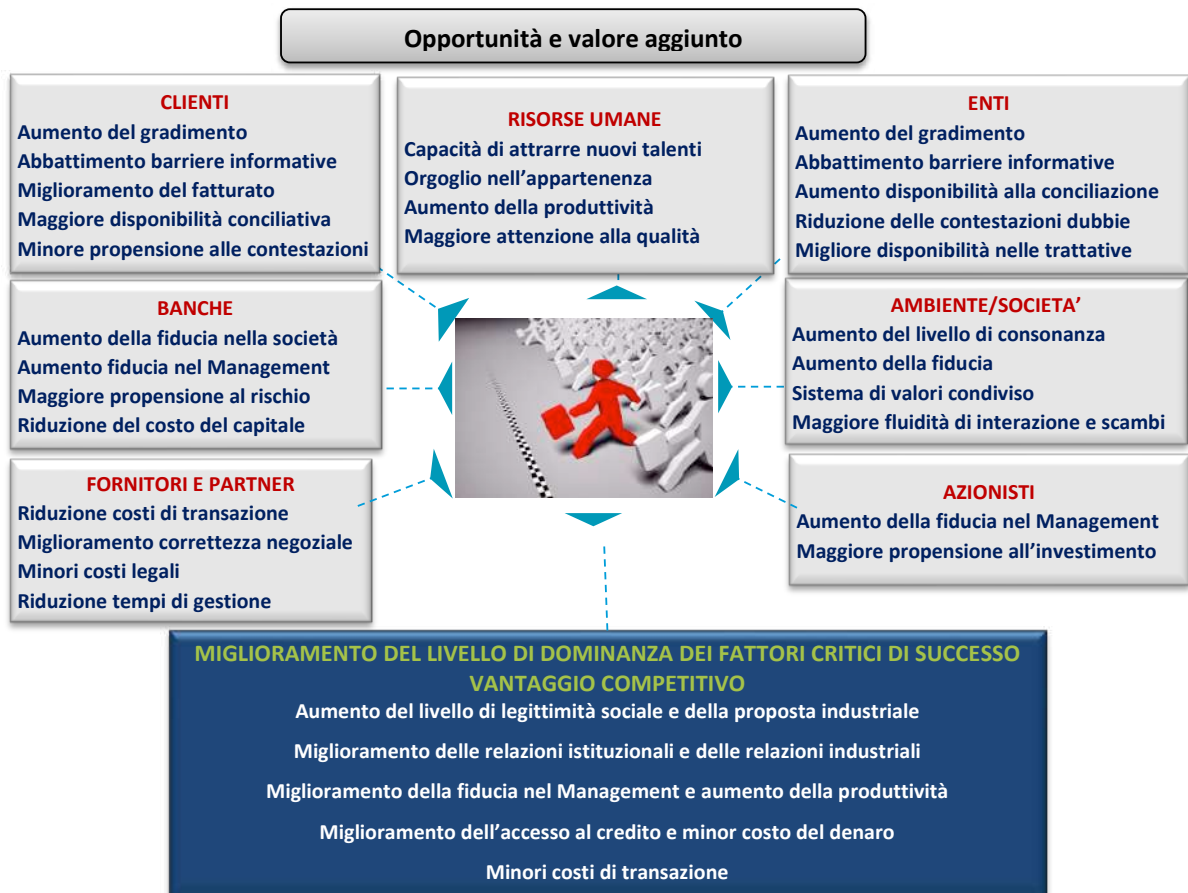 Opportunità e valore aggiunto
CLIENTI
Aumento del gradimento
Abbattimento barriere informative
Miglioramento del fatturato
Maggiore disponibilità conciliativa
Minore propensione alle contestazioni
RISORSE UMANE
Capacità di attrarre nuovi talenti
Orgoglio nell’appartenenza
Aumento della produttività
Maggiore attenzione alla qualità
ENTI
Aumento del gradimento
Abbattimento barriere informative
Aumento disponibilità alla conciliazione
Riduzione delle contestazioni dubbie
Migliore disponibilità nelle trattative
BANCHE
Aumento della fiducia nella società
Aumento fiducia nel Management
Maggiore propensione al rischio
Riduzione del costo del capitale
AMBIENTE/SOCIETA’
Aumento del livello di consonanza
Aumento della fiducia
Sistema di valori condiviso
Maggiore fluidità di interazione e scambi
FORNITORI E PARTNER
Riduzione costi di transazione
Miglioramento correttezza negoziale
Minori costi legali
Riduzione tempi di gestione
AZIONISTI
Aumento della fiducia nel Management
Maggiore propensione all’investimento
MIGLIORAMENTO DEL LIVELLO DI DOMINANZA DEI FATTORI CRITICI DI SUCCESSO
VANTAGGIO COMPETITIVO
Aumento del livello di legittimità sociale e della proposta industriale
Miglioramento delle relazioni istituzionali e delle relazioni industriali
Miglioramento della fiducia nel Management e aumento della produttività
Miglioramento dell’accesso al credito e minor costo del denaro
Minori costi di transazione